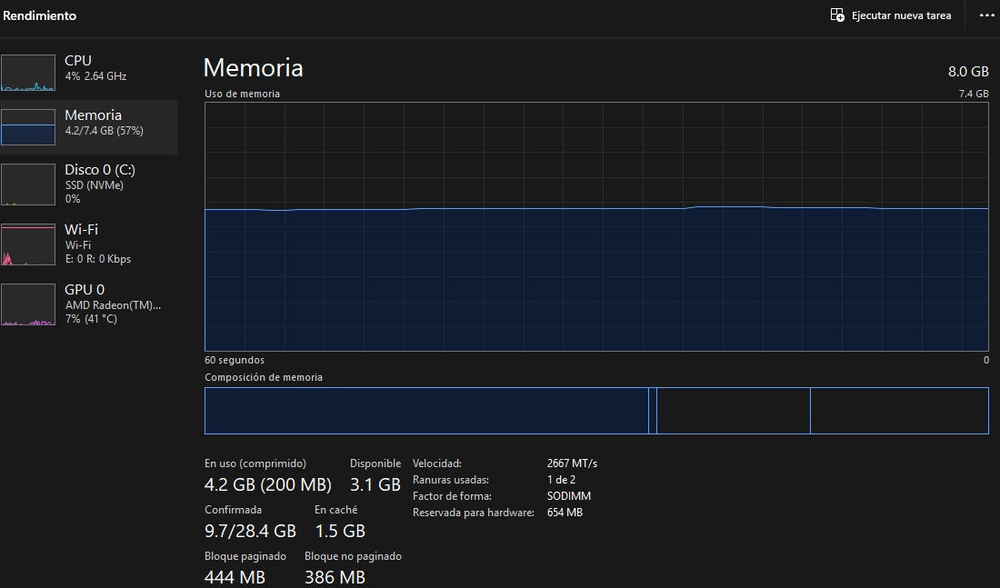 Rendimiento
Ejecutar nueva tarea
CPU
4% 2.64 GHz
Memoria
4.2/7.4 GB (57%)
Disco 0 (C:)
SSD (NVMe)
0%
Wi-Fi
Wi-Fi
E: 0 R: 0 Kbps
GPU 0
AMD Radeon(TM)...
7% (41 °C)
Memoria
8.0 GB
Uso de memoria
7.4 GB
60 segundos
0
Composición de memoria
En uso (comprimido)
4.2 GB (200 MB)
Disponible
3.1 GB
Confirmada
9.7/28.4 GB
En caché
1.5 GB
Bloque paginado
444 MB
Bloque no paginado
386 MB
Velocidad: 2667 MT/s
Ranuras usadas: 1 de 2
Factor de forma: SODIMM
Reservada para hardware: 654 MB